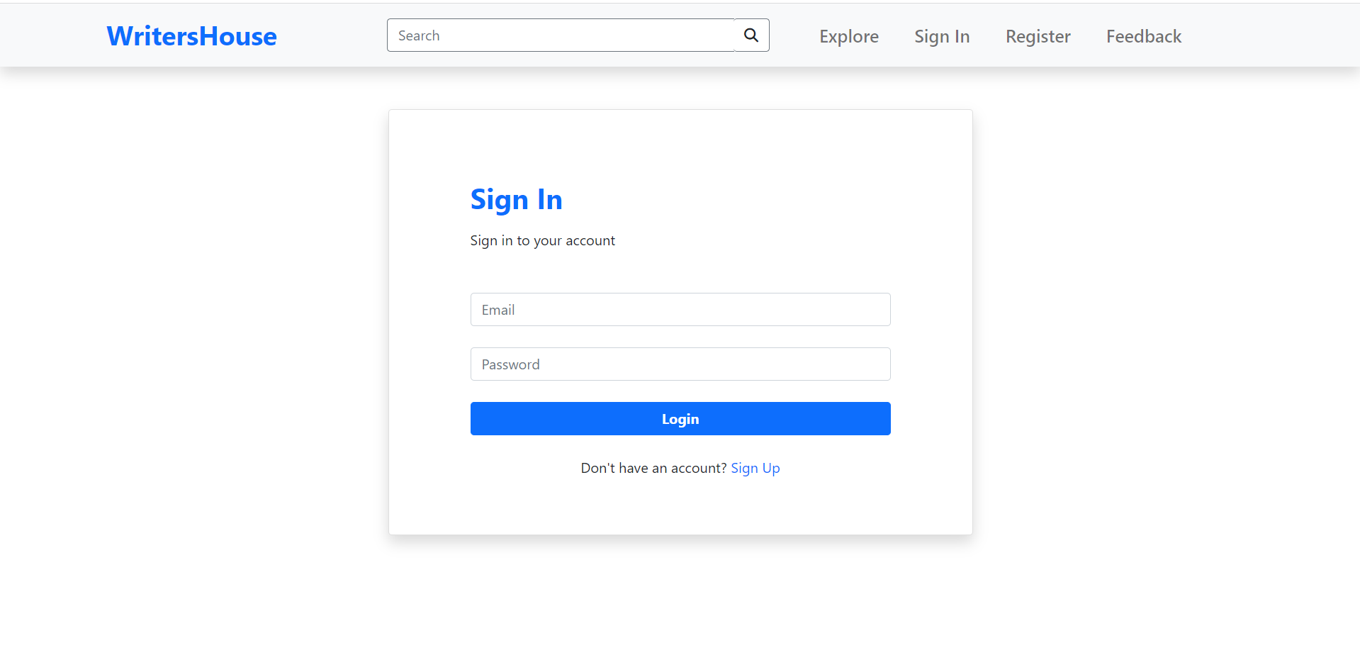 WritersHouse
Search
Explore
Sign In
Register
Feedback
Sign In
Sign in to your account
Email
Password
Login
Don't have an account? Sign Up